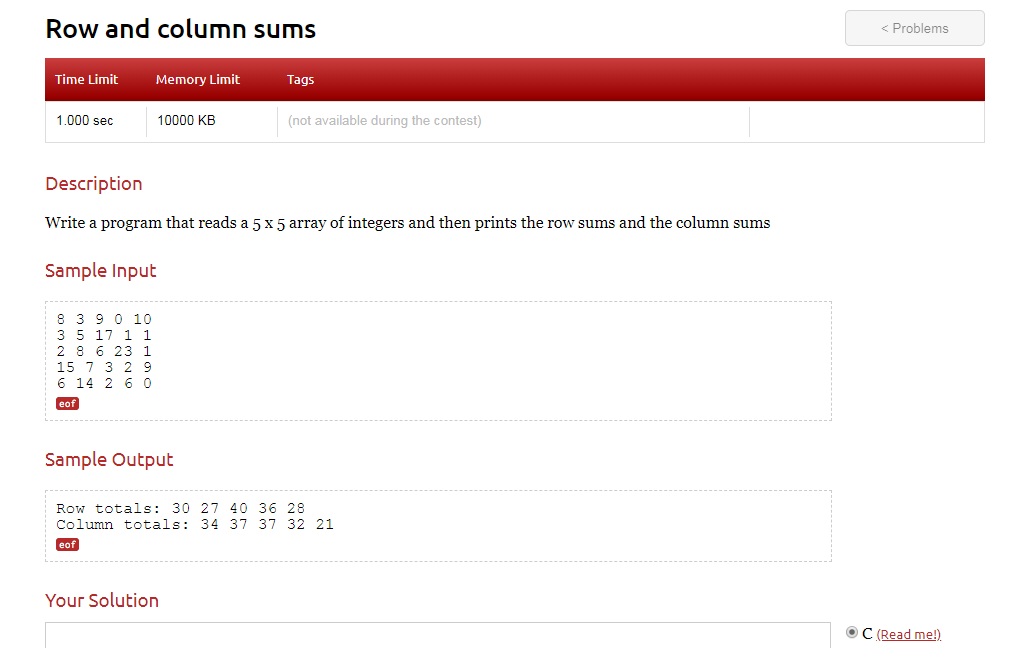 Row and column sums
< Problems
Time Limit Memory Limit Tags
1.000 sec 10000 KB (not available during the contest)
Description
Write a program that reads a 5 x 5 array of integers and then prints the row sums and the column sums
Sample Input
8 3 9 0 10
3 5 17 1 1
2 8 6 23 1
15 7 3 2 9
6 14 2 6 0
eof
Sample Output
Row totals: 30 27 40 36 28
Column totals: 34 37 37 32 21
eof
Your Solution
C (Read me!)